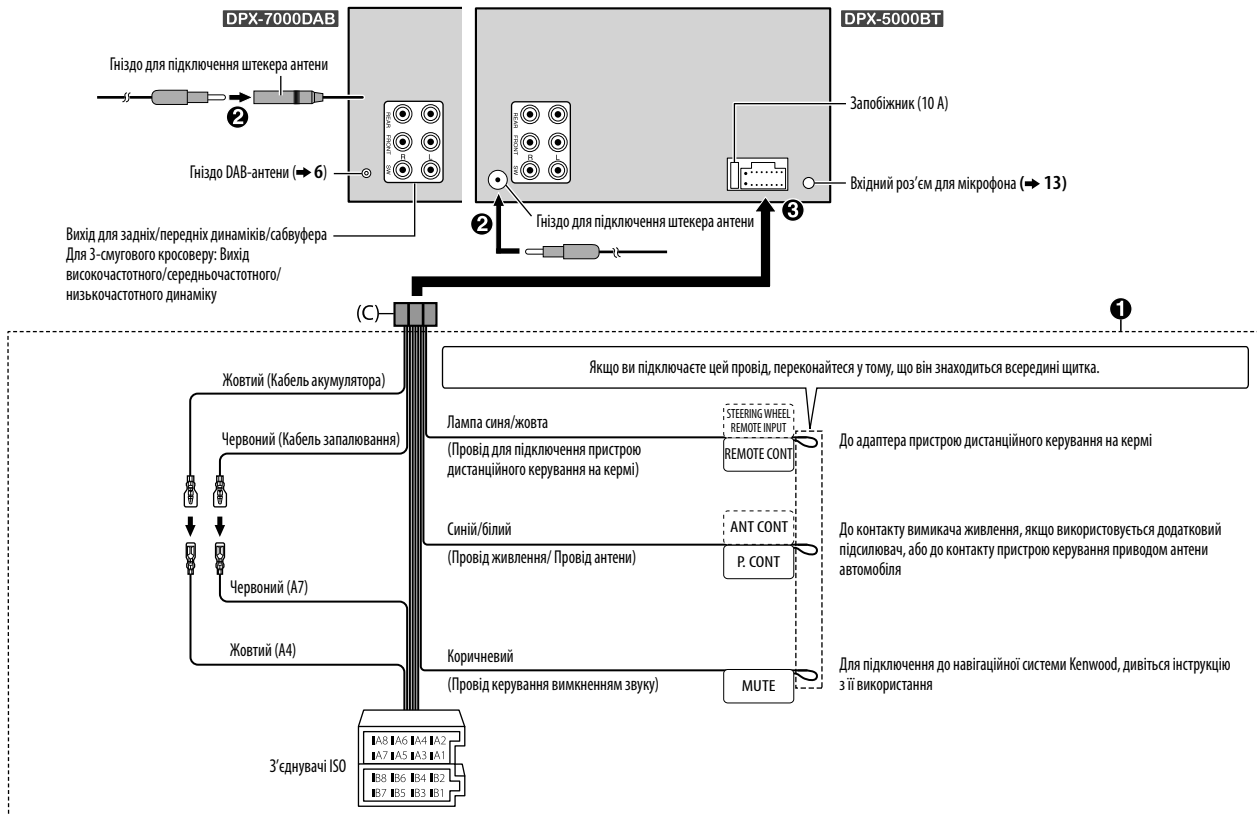 DPX-7000DAB
DPX-5000BT
Гніздо для підключення штекера антени
2
REAR
FRONT
R
L
SW
Гніздо DAB-антени (➜ 6)
Вихід для задніх/передніх динаміків/сабвуфера
Для 3-смугового кросоверу: Вихід
високочастотного/середньочастотного/
низькочастотного динаміку
REAR
FRONT
R
L
SW
Запобіжник (10 A)
Вхідний роз’єм для мікрофона (➜ 13)
2
Гніздо для підключення штекера антени
3
(C)
1
Якщо ви підключаєте цей провід, переконайтеся у тому, що він знаходиться всередині щитка.
Жовтий (Кабель акумулятора)
Червоний (Кабель запалювання)
Лампа синя/жовта
(Провід для підключення пристрою
дистанційного керування на кермі)
STEERING WHEEL
REMOTE INPUT
REMOTE CONT
До адаптера пристрою дистанційного керування на кермі
Синій/білий
(Провід живлення/ Провід антени)
ANT CONT
P. CONT
До контакту вимикача живлення, якщо використовується додатковий
підсилювач, або до контакту пристрою керування приводом антени
автомобіля
Червоний (A7)
Жовтий (A4)
Коричневий
(Провід керування вимкненням звуку)
MUTE
Для підключення до навігаційної системи Kenwood, дивіться інструкцію
з її використання
З’єднувачі ISO
A8 A6 A4 A2
A7 A5 A3 A1
B8 B6 B4 B2
B7 B5 B3 B1